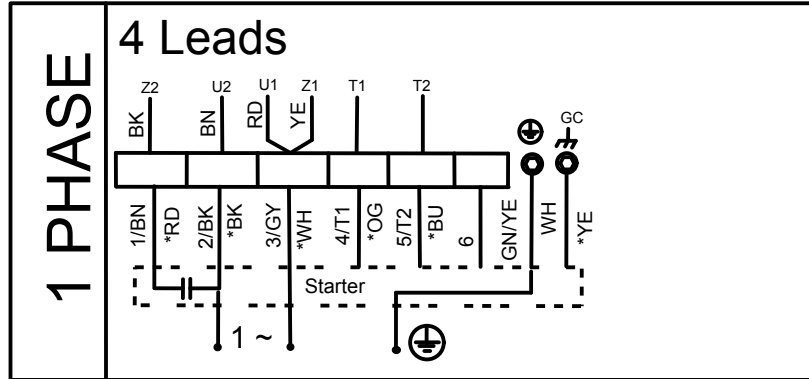 1 PHASE
4 Leads
Z2 U2 U1 Z1 T1 T2 GC
BK BN RD YE
1/BN *RD 2/BK *BK 3/GY *WH 4/T1 *OG 5/T2 *BU 6 GN/YE WH *YE
Starter
1 ~